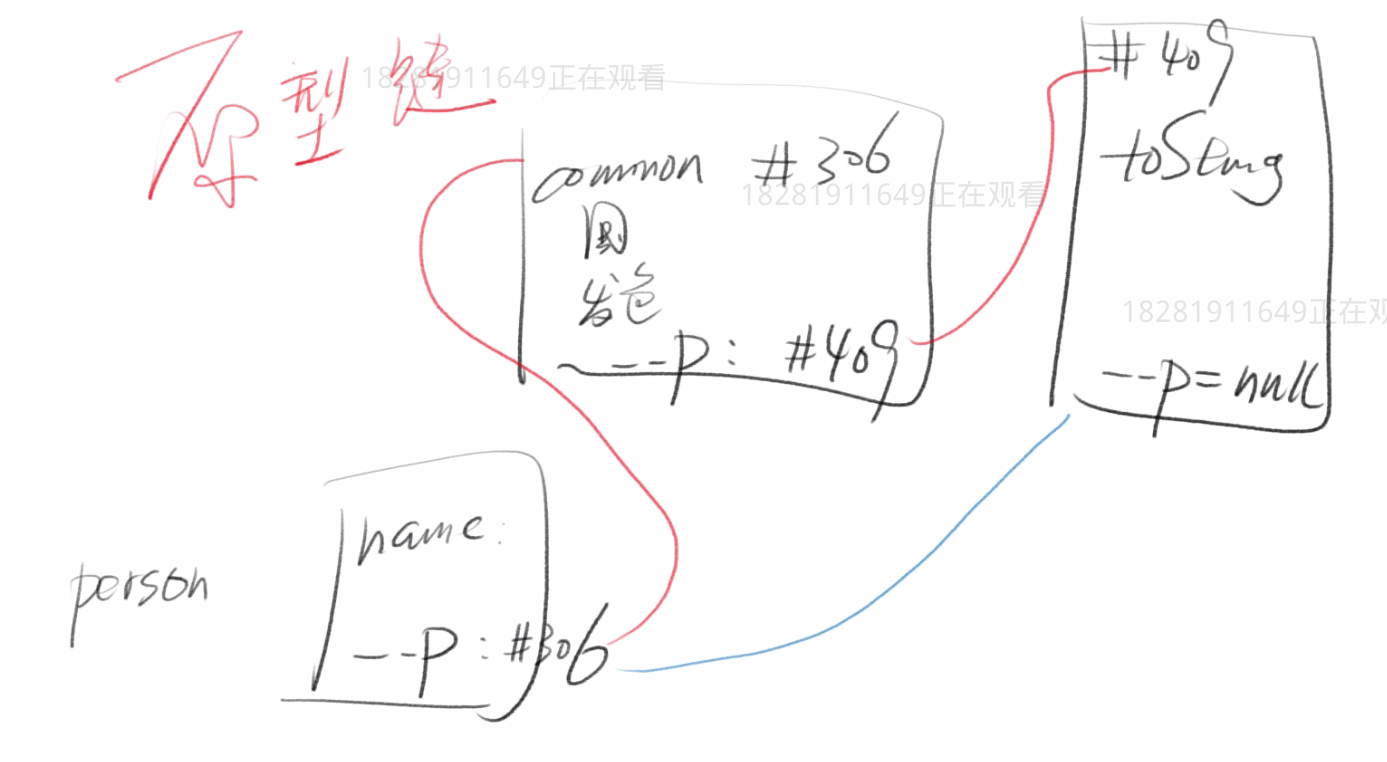 原型链
18281911649正在观看
common #306
18281911649正在观看
国
发色
--p: #409
#409
toString
18281911649正在观
--p=null
person
name:
--p:#306